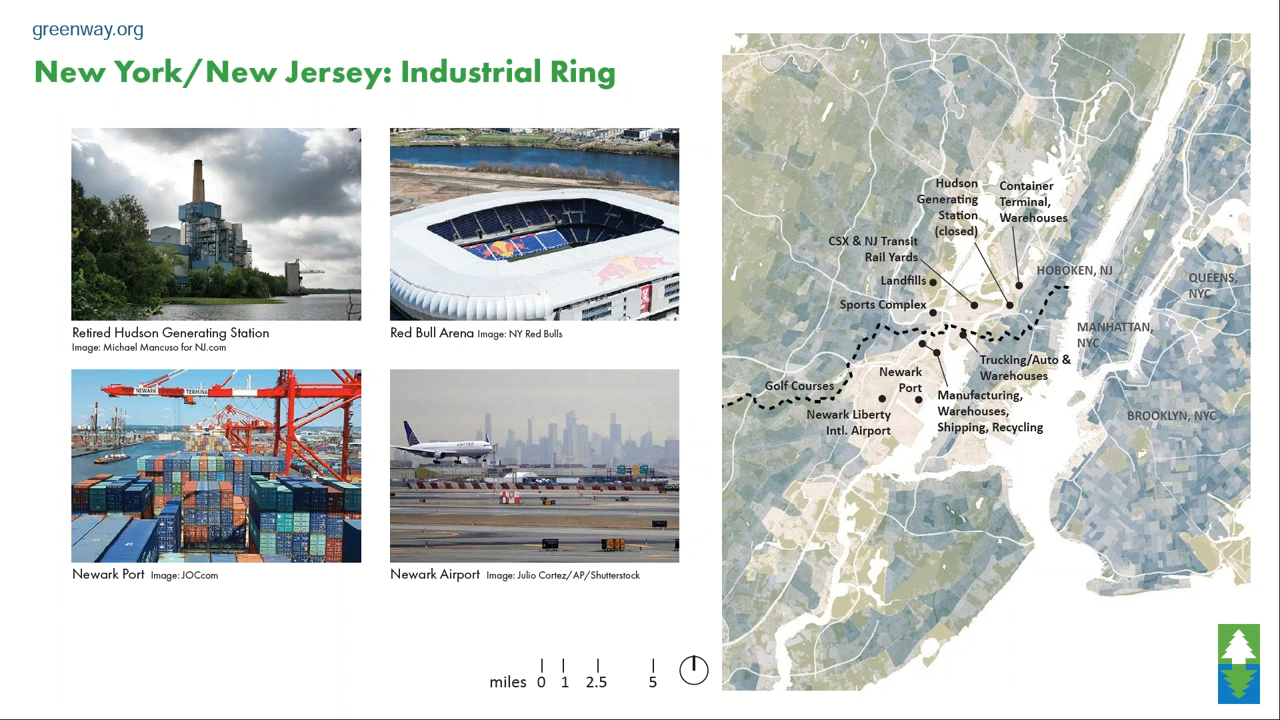 greenway.org
New York/New Jersey: Industrial Ring
Retired Hudson Generating Station
Image: Michael Mancuso for NJ.com
Red Bull Arena Image: NY Red Bulls
NEWARK TERMINA
Newark Port Image: JOCcom
UNITED
Newark Airport Image: Julio Cortez/AP/Shutterstock
miles 0 1 2.5 5
Hudson
Generating
Station
(closed)
Container
Terminal,
Warehouses
CSX & NJ Transit
Rail Yards
Landfills
Sports Complex
HOBOKEN, NJ
QUEENS,
NYC
MANHATTAN,
NYC
Trucking/Auto &
Warehouses
Newark
Port
Golf Courses
Manufacturing,
Warehouses,
Shipping, Recycling
Newark Liberty
Intl. Airport
BROOKLYN, NYC